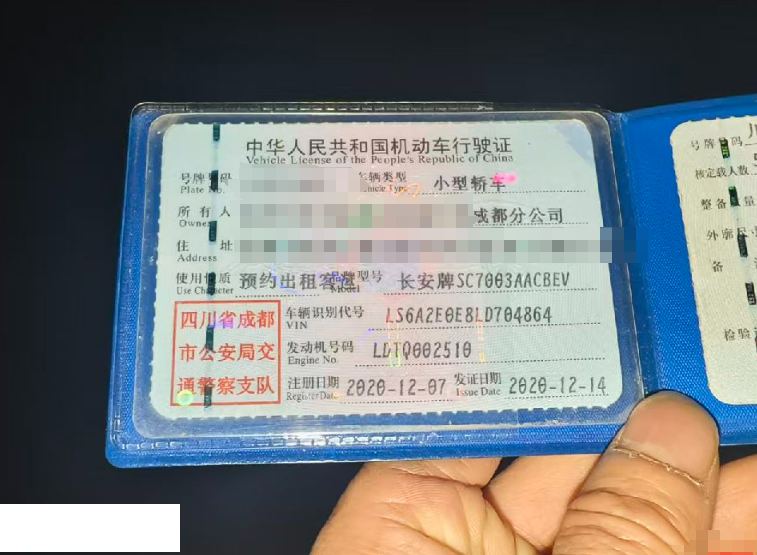 中华人民共和国机动车行驶证
Vehicle License of the People's Republic of China
号牌号码 车辆类型 小型轿车
Plate No. Vehicle Type
所有人 成都分公司
Owner
住址
Address
使用性质 预约出租客运 品牌型号 长安牌SC7003AACBEV
Use Character Model
四川省成都
市公安局交
通警察支队
车辆识别代号 LS6A2E0E8LD704864
VIN
发动机号码 LDTQ002510
Engine No.
注册日期 2020-12-07 发证日期 2020-12-14
Register Date Issue Date
号牌号码 川
核定载人数
整备质量
外廓尺寸
备
检验